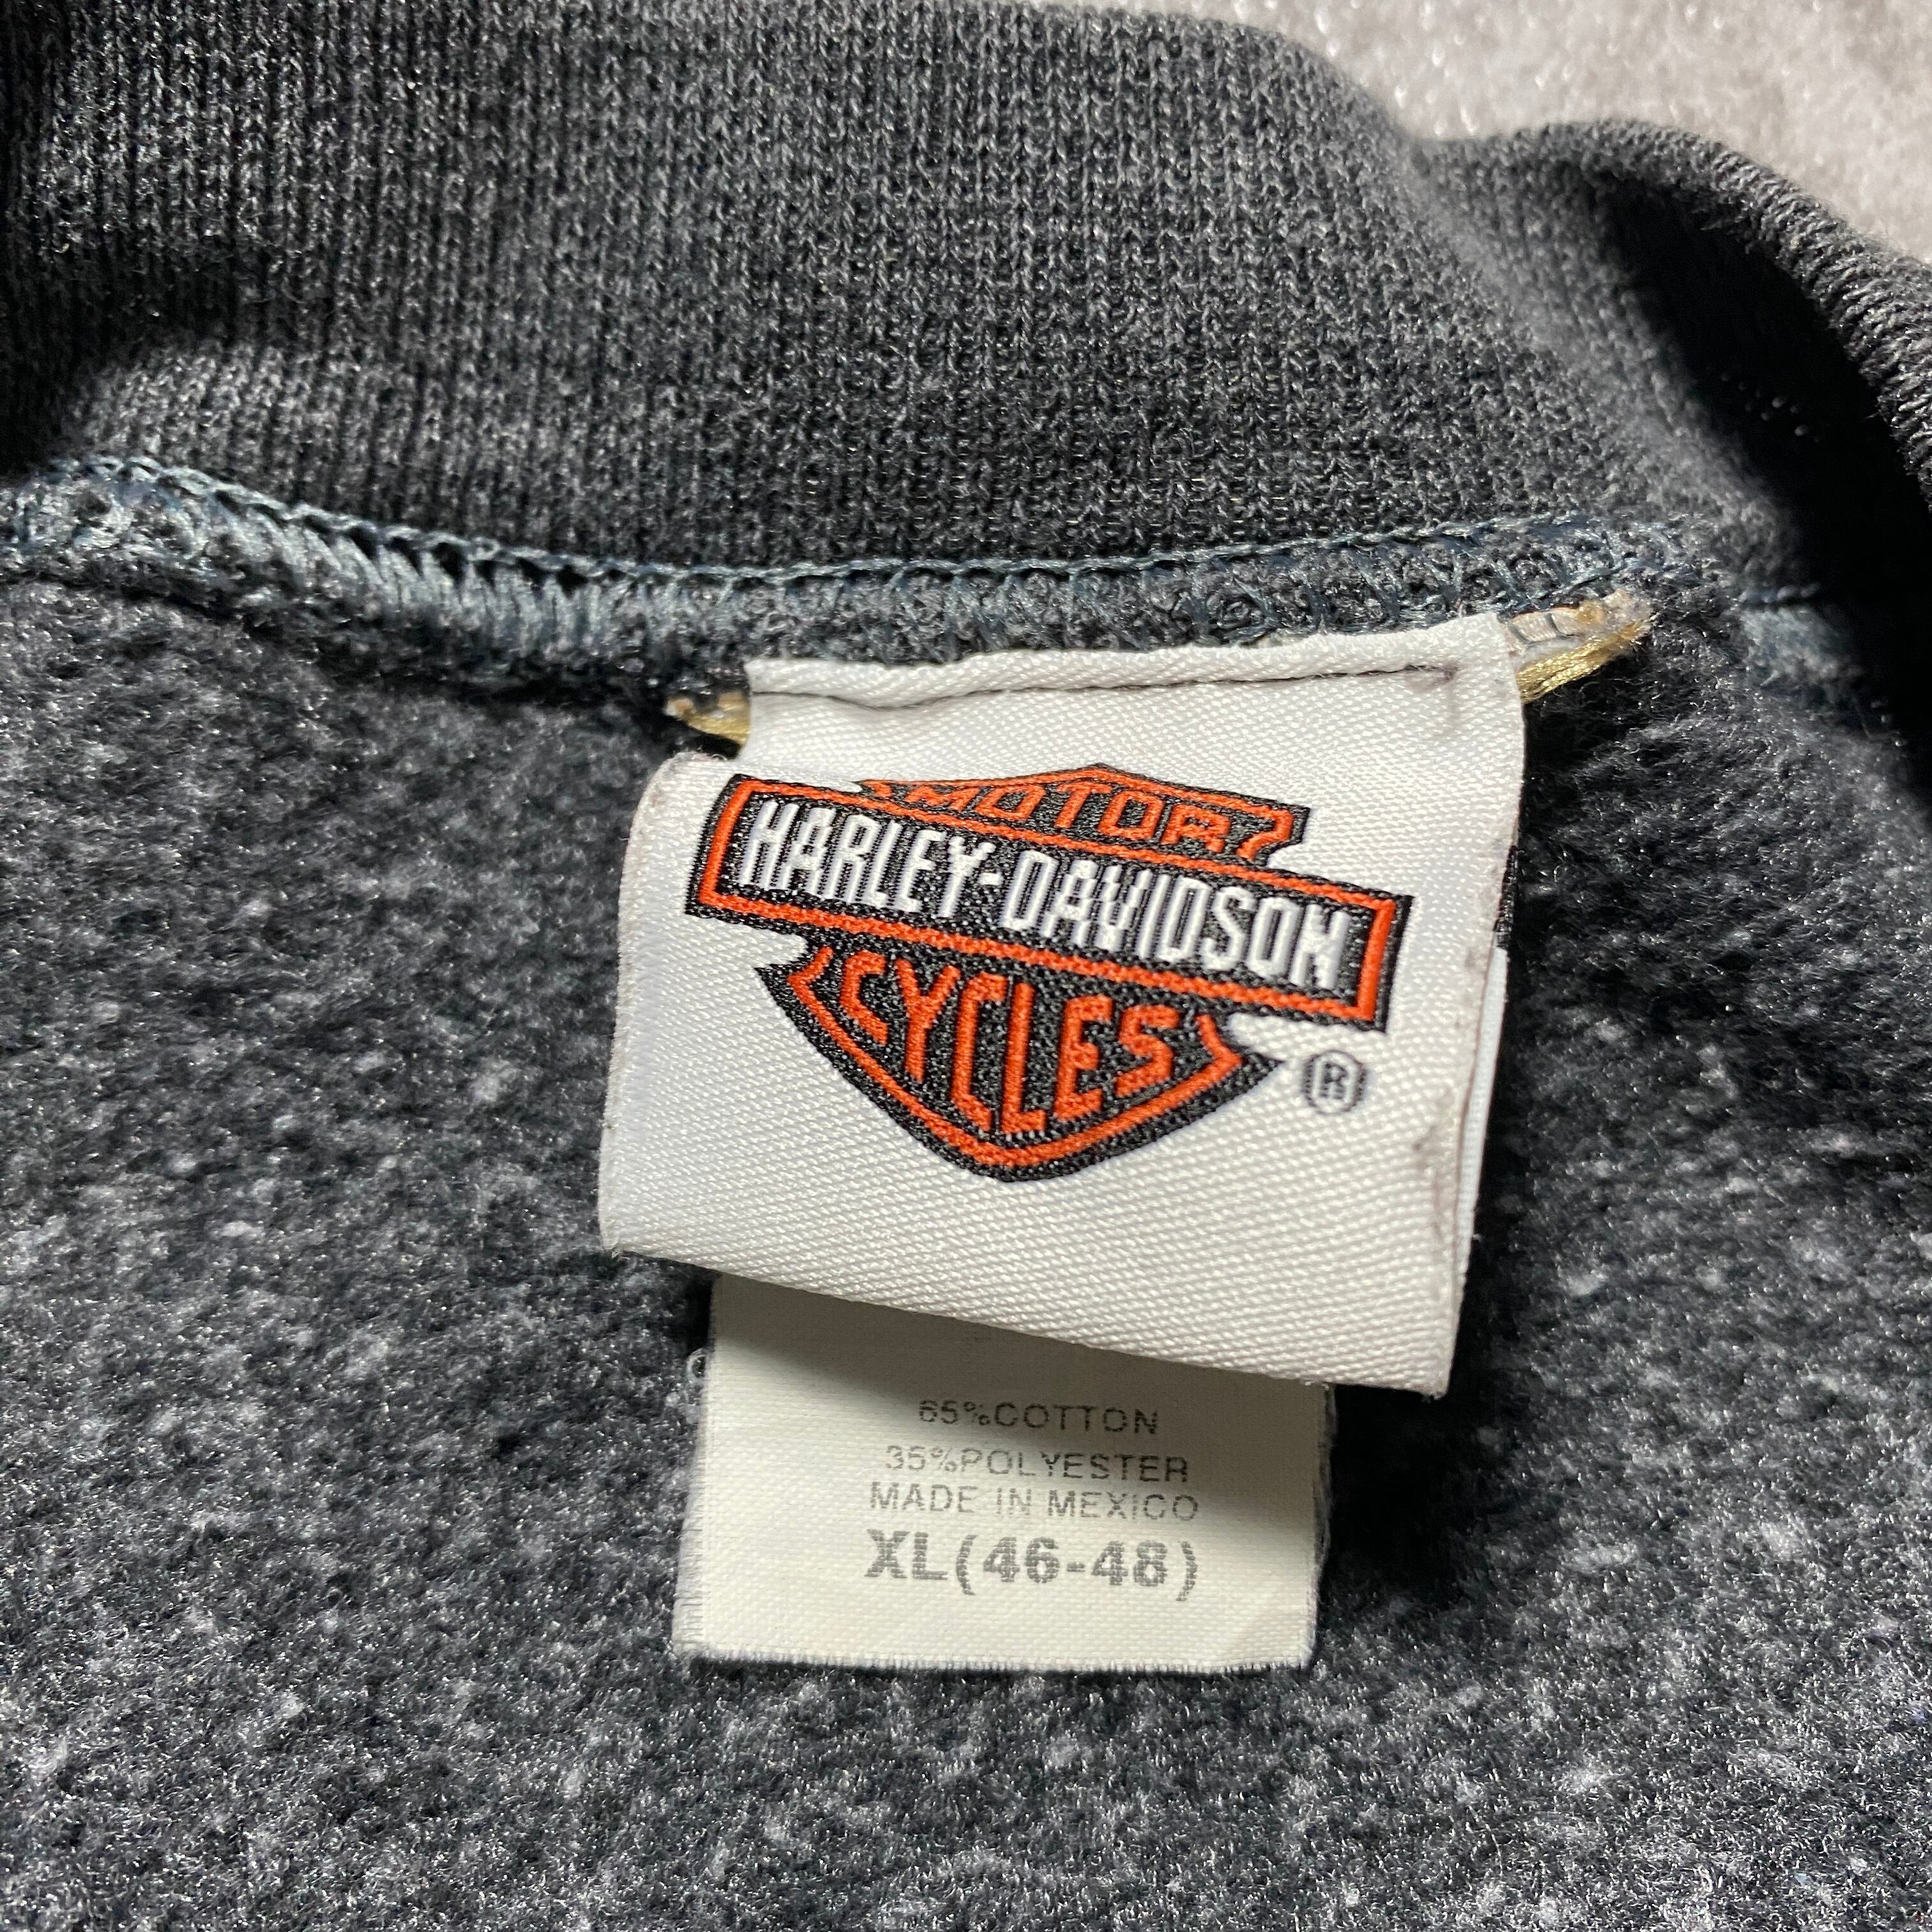 MOTOR
HARLEY-DAVIDSON
CYCLES
®
65%COTTON
35%POLYESTER
MADE IN MEXICO
XL(46-48)